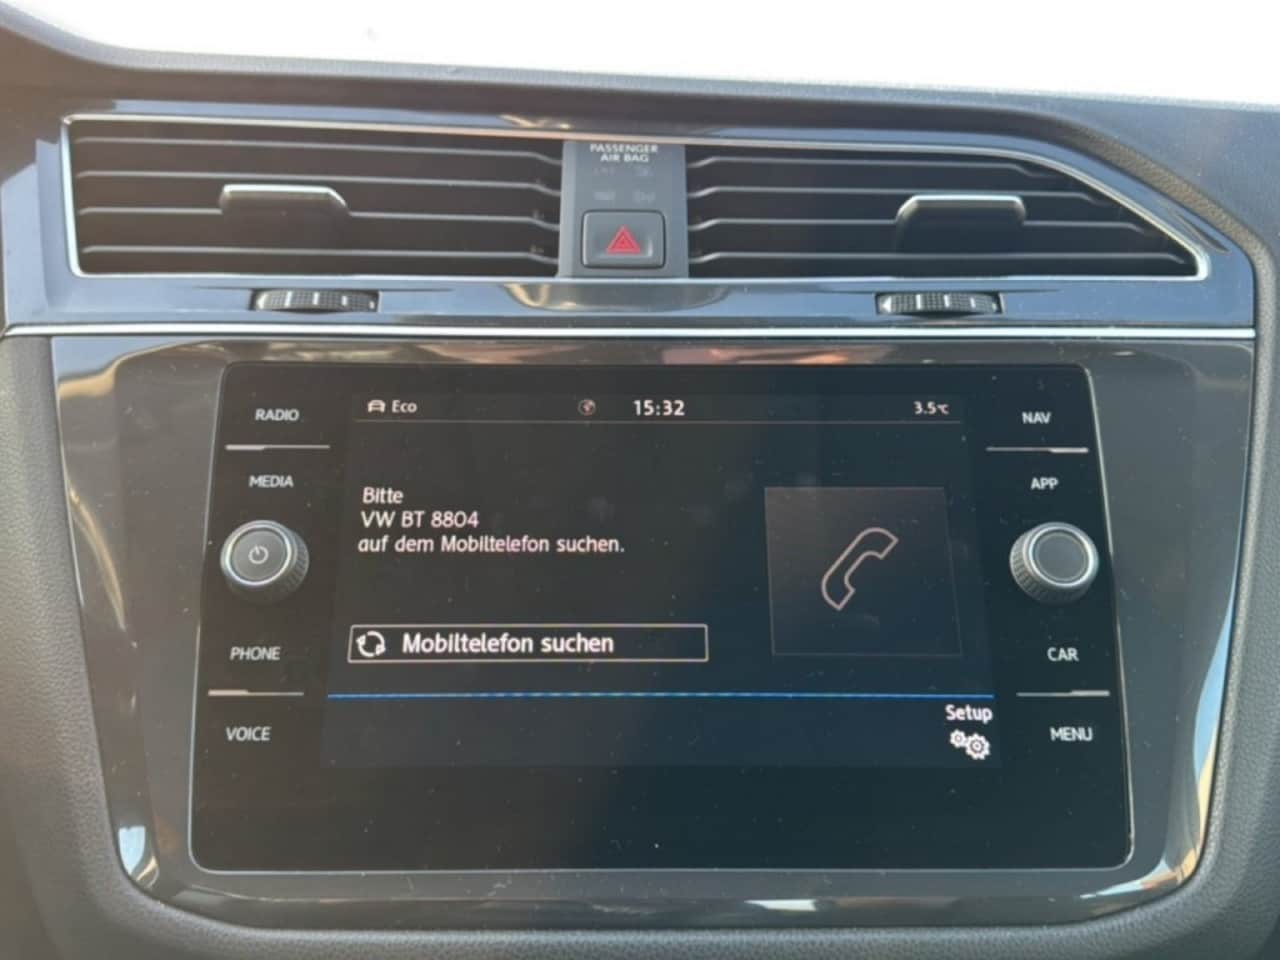 PASSENGER
AIR BAG
RADIO
Eco
15:32
3.5°C
NAV
MEDIA
APP
Bitte
VW BT 8804
auf dem Mobiltelefon suchen.
Mobiltelefon suchen
PHONE
CAR
Setup
VOICE
MENU